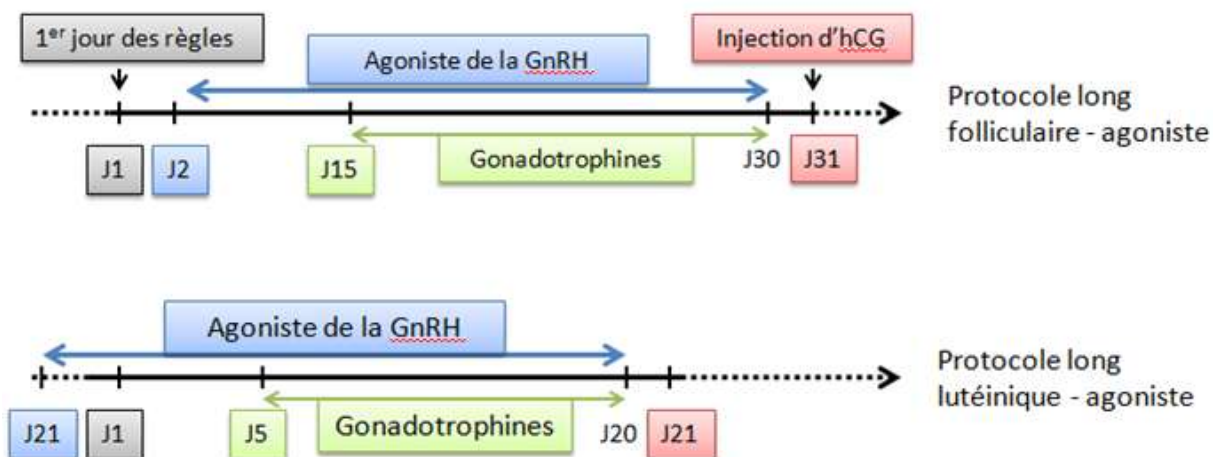 1er jour des règles
Agoniste de la GnRH
Injection d’hCG
Protocole long
folliculaire - agoniste
J1
J2
J15
Gonadotrophines
J30
J31
Agoniste de la GnRH
Protocole long
lutéinique - agoniste
J21
J1
J5
Gonadotrophines
J20
J21